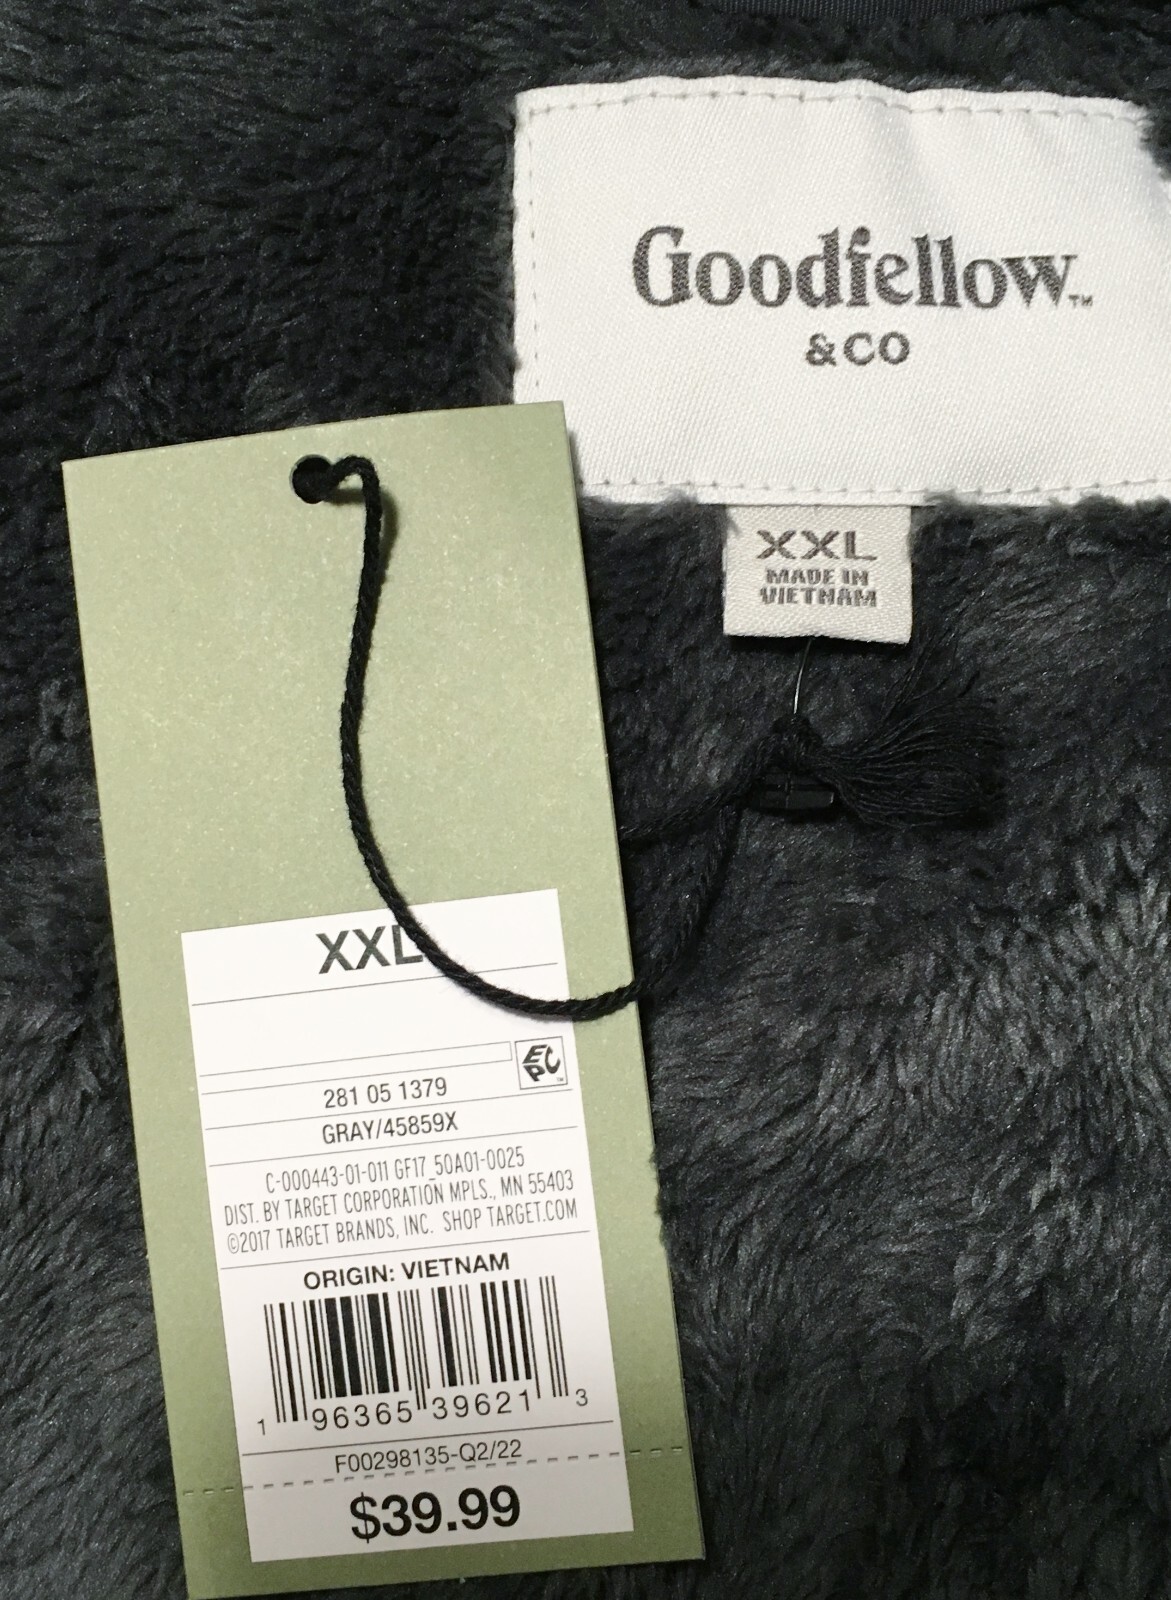 Goodfellow™
&CO
XXL
MADE IN
VIETNAM
XXL
EPC™
281 05 1379
GRAY/45859X
C-000443-01-011 GF17_50A01-0025
DIST. BY TARGET CORPORATION MPLS., MN 55403
©2017 TARGET BRANDS, INC. SHOP TARGET.COM
ORIGIN: VIETNAM
1 96365 39621 3
F00298135-Q2/22
$39.99